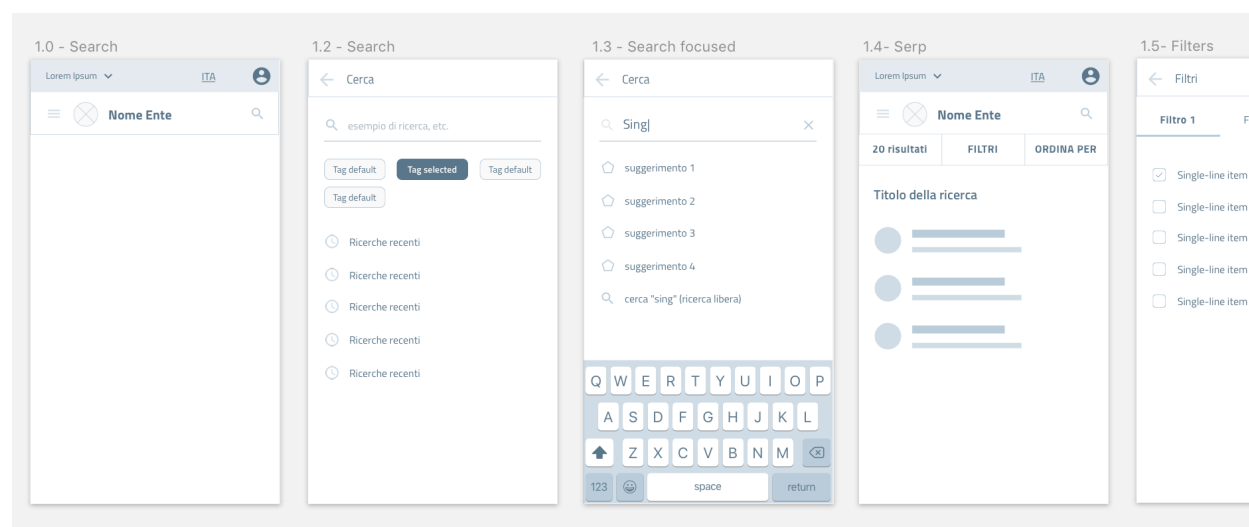 1.0 - Search
Lorem Ipsum ITA
Nome Ente
1.2 - Search
Cerca
esempio di ricerca, etc.
Tag default Tag selected Tag default
Tag default
Ricerche recenti
Ricerche recenti
Ricerche recenti
Ricerche recenti
Ricerche recenti
1.3 - Search focused
Cerca
Sing
suggerimento 1
suggerimento 2
suggerimento 3
suggerimento 4
cerca "sing" (ricerca libera)
Q W E R T Y U I O P
A S D F G H J K L
Z X C V B N M
123 space return
1.4- Serp
Lorem Ipsum ITA
Nome Ente
20 risultati FILTRI ORDINA PER
Titolo della ricerca
1.5- Filters
Filtri
Filtro 1 F
Single-line item
Single-line item
Single-line item
Single-line item
Single-line item